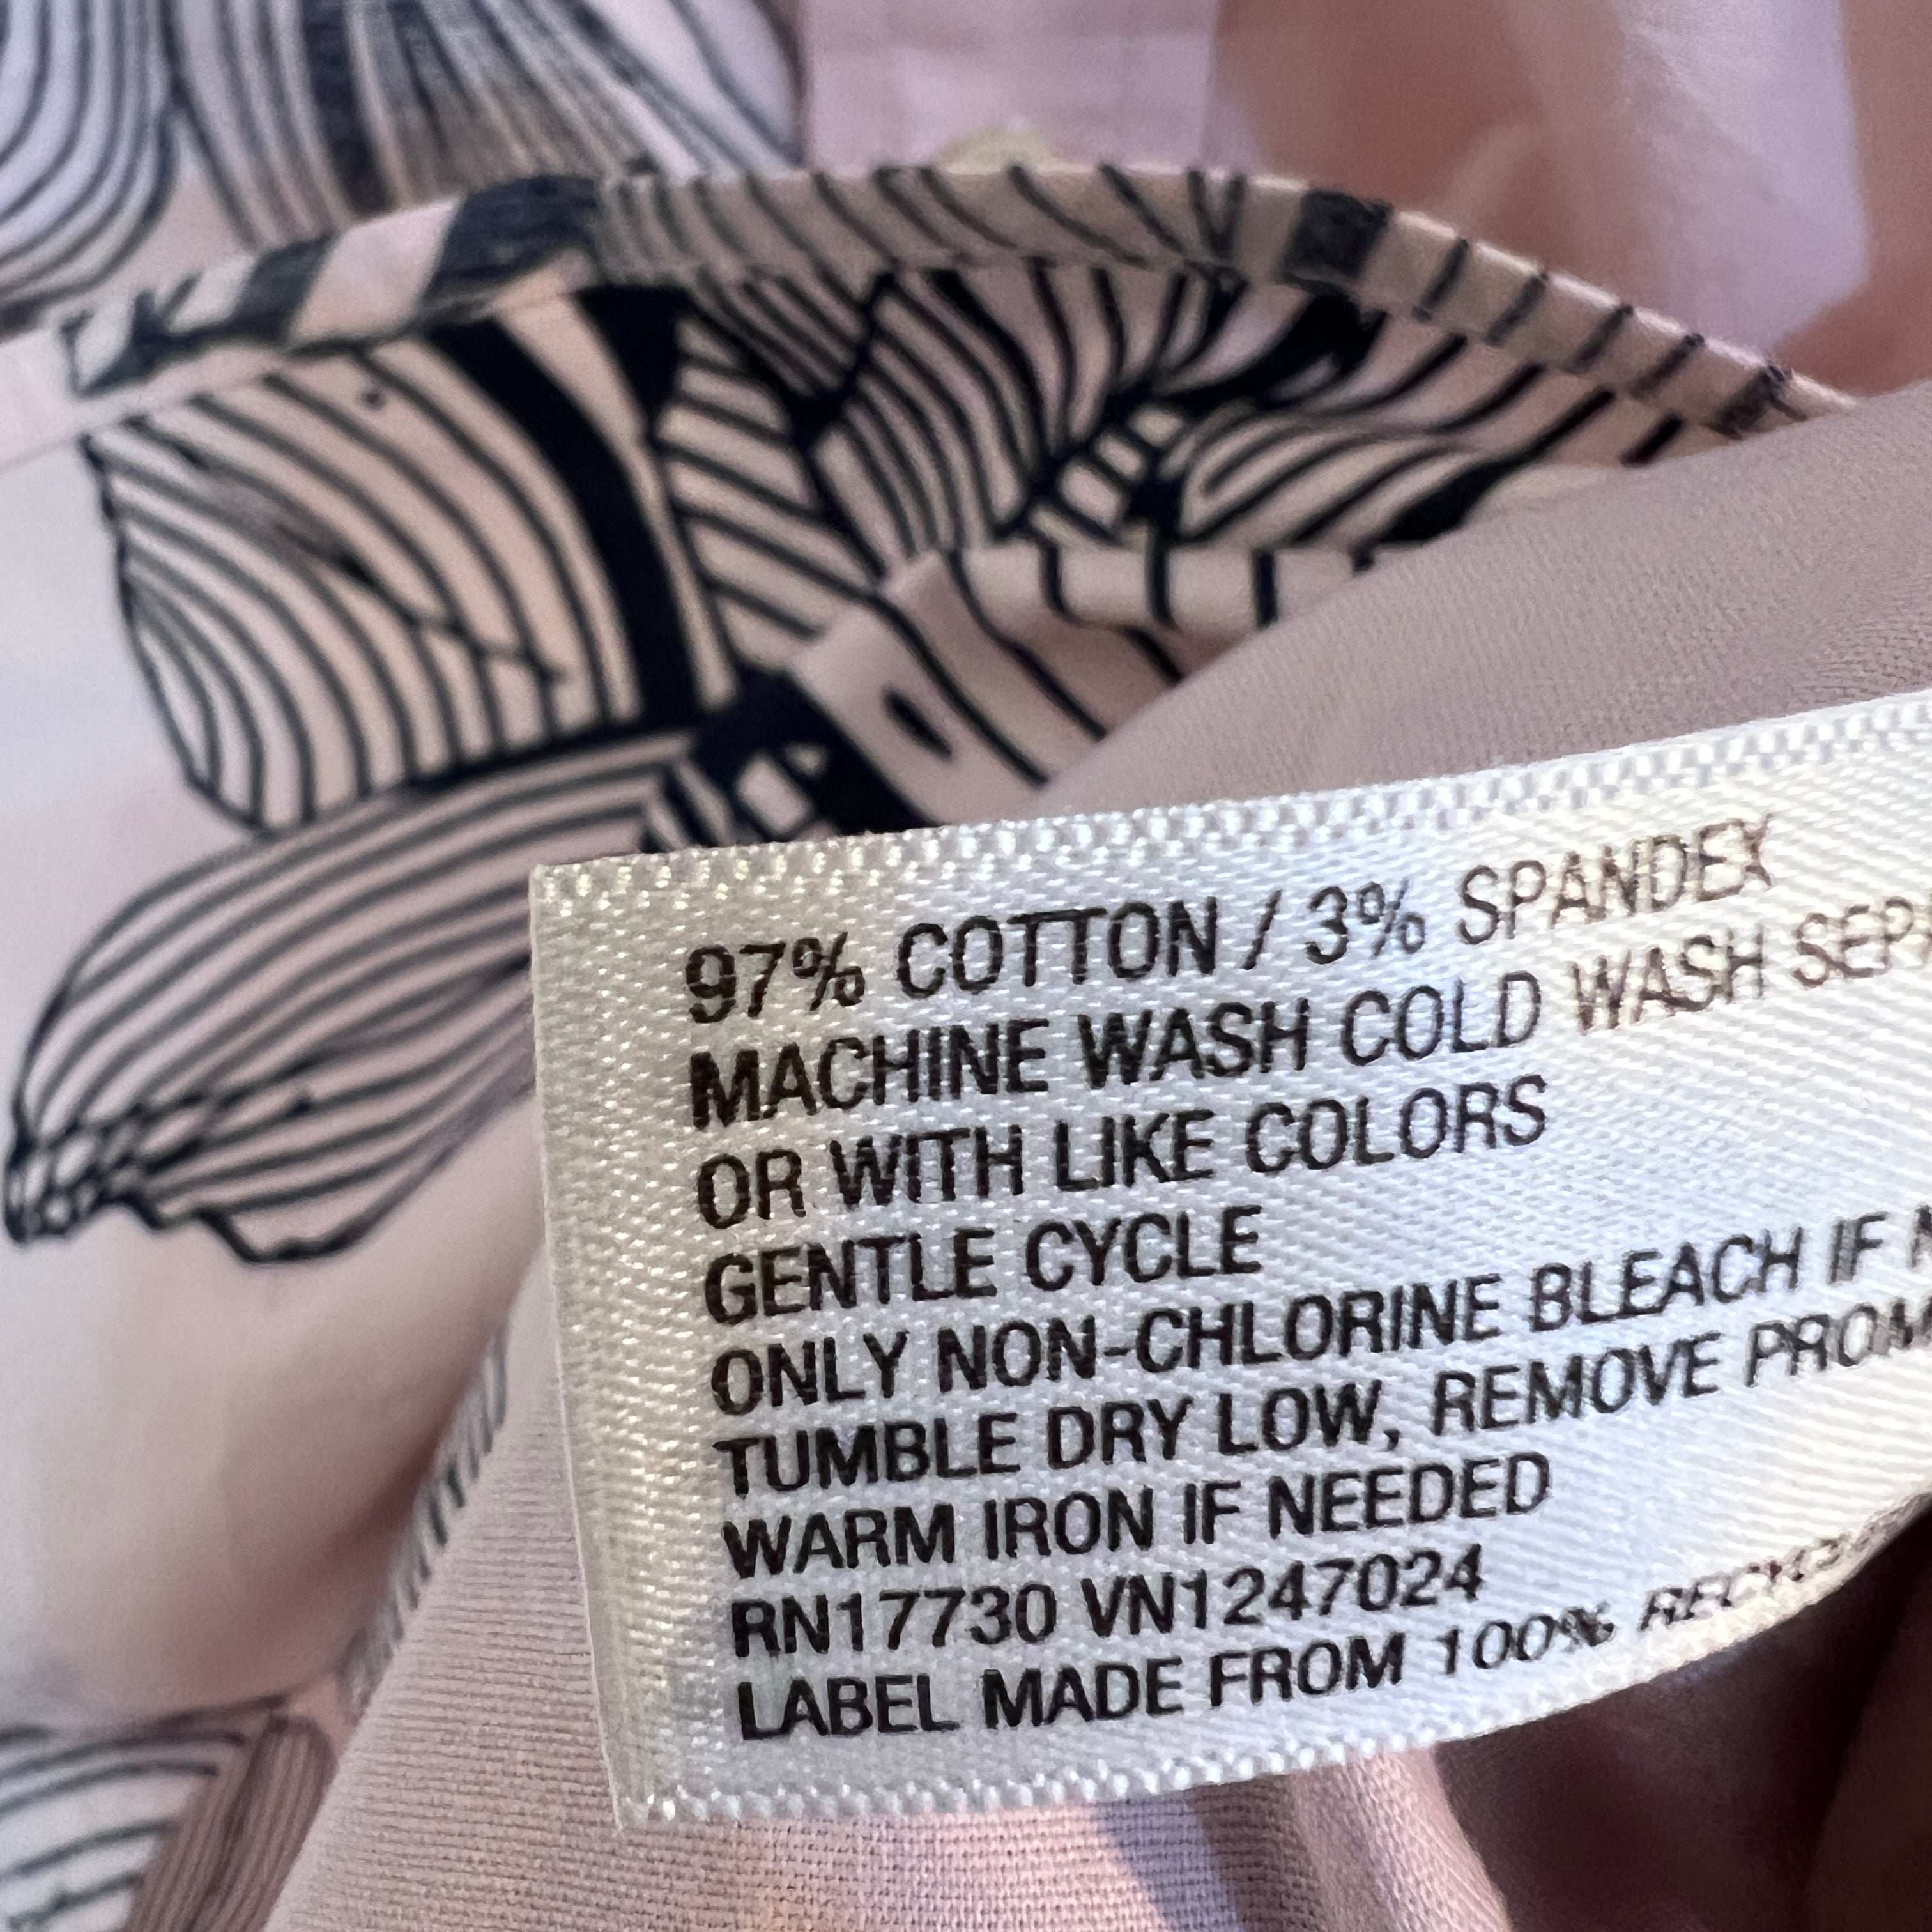 97% COTTON / 3% SPANDEX
MACHINE WASH COLD WASH
OR WITH LIKE COLORS
GENTLE CYCLE
ONLY NON-CHLORINE BLEACH IF
TUMBLE DRY LOW, REMOVE
WARM IRON IF NEEDED
RN17730 VN1247024
LABEL MADE FROM 100%